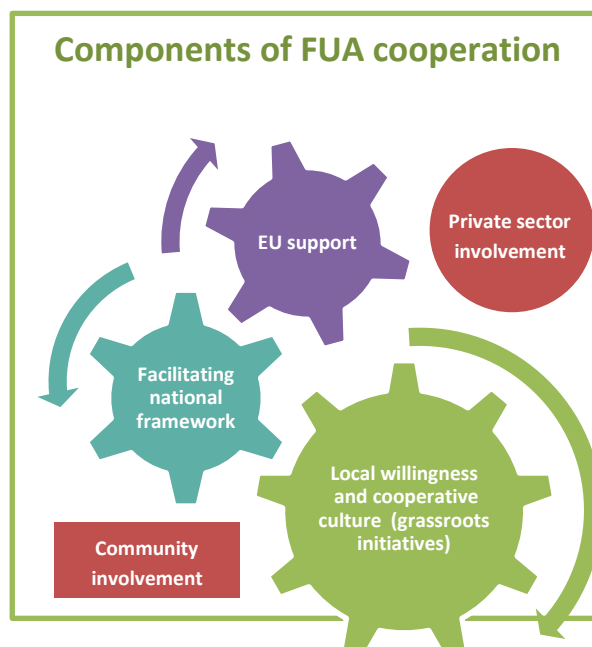 Components of FUA cooperation
EU support
Private sector
involvement
Facilitating
national
framework
Local willingness
and cooperative
culture (grassroots
initiatives)
Community
involvement